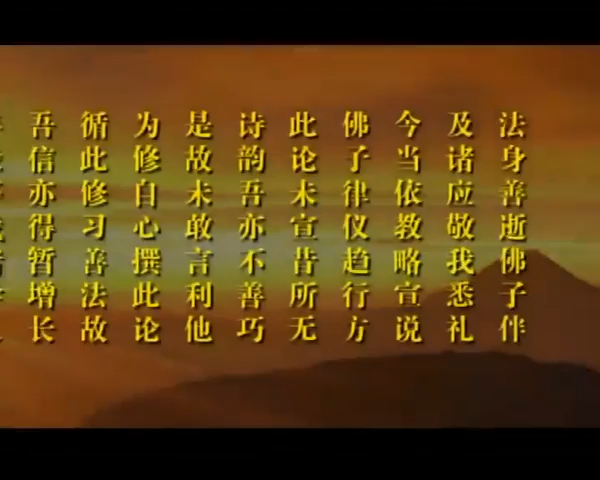 法身善逝佛子伴
及诸应敬我悉礼
今当依教略宣说
佛子律仪趋行方
此论未宣昔所无
诗韵吾亦不善巧
是故未敢言利他
为修自心撰此论
循此修习善法故
吾信亦得暂增长